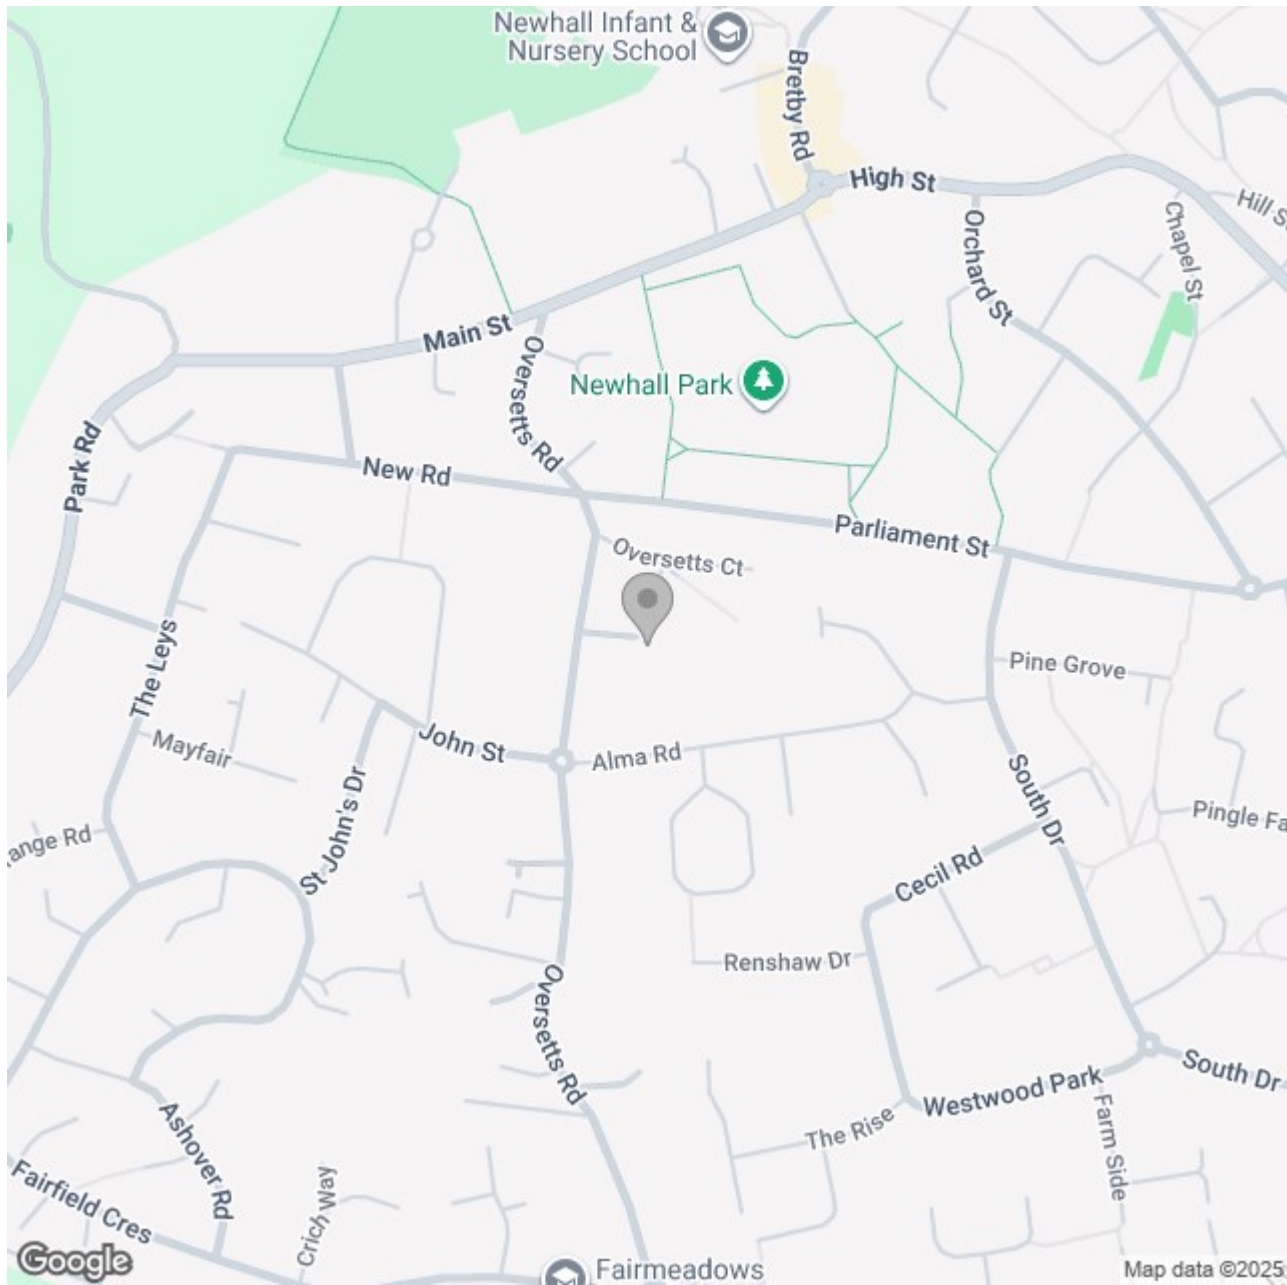 Newhall Infant &
Nursery School
Bretby Rd
High St
Hill S
Chapel St
Orchard St
Main St
Oversetts Rd
Newhall Park
Park Rd
New Rd
Parliament St
Oversetts Ct
The Leys
Pine Grove
Mayfair
John St
Alma Rd
St John's Dr
South Dr
Pingle Fa
ange Rd
Cecil Rd
Renshaw Dr
Oversetts Rd
South Dr
Westwood Park
The Rise
Farm Side
Ashover Rd
Fairfield Cres
Crich Way
Google
Fairmeadows
Map data ©2025